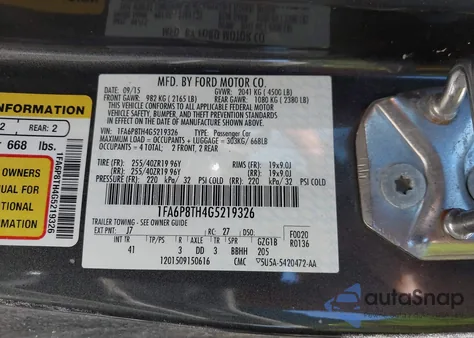 MFD. BY FORD MOTOR CO.
DATE: 09/15 GVWR: 2041 KG ( 4500 LB)
FRONT GAWR: 982 KG ( 2165 LB) REAR GAWR: 1080 KG ( 2380 LB)
THIS VEHICLE CONFORMS TO ALL APPLICABLE FEDERAL MOTOR VEHICLE
SAFETY, BUMPER, AND THEFT PREVENTION STANDARDS IN EFFECT ON
THE DATE OF MANUFACTURE SHOWN ABOVE.
VIN: 1FA6P8TH4G5219326 TYPE: Passenger Car
MAXIMUM LOAD = OCCUPANTS + LUGGAGE = 303KG/ 668LB
OCCUPANTS = 4 TOTAL, 2 FRONT, 2 REAR
TIRE (FR): 255/40ZR19 96Y RIMS (FR): 19x9.0J
(RR): 255/40ZR19 96Y (RR): 19x9.0J
PRESSURE (FR): 220 kPa/ 32 PSI COLD (RR): 220 kPa/ 32 PSI COLD
1FA6P8TH4G5219326
TRAILER TOWING - SEE OWNER GUIDE
EXT PNT: J7 RC: 27 DSO: F0020
R0136
INT TR TP/PS R AXLE TR SPR GZG1B
41 3 DD 3 BBHH 205
1201509150616 CMC 5U5A-5420472-AA
INFORMATION
2 REAR: 2
668 lbs.
OWNERS
MANUAL FOR
ADDITIONAL
INFORMATION
1FA6P8TH4G5219326
autoSnap